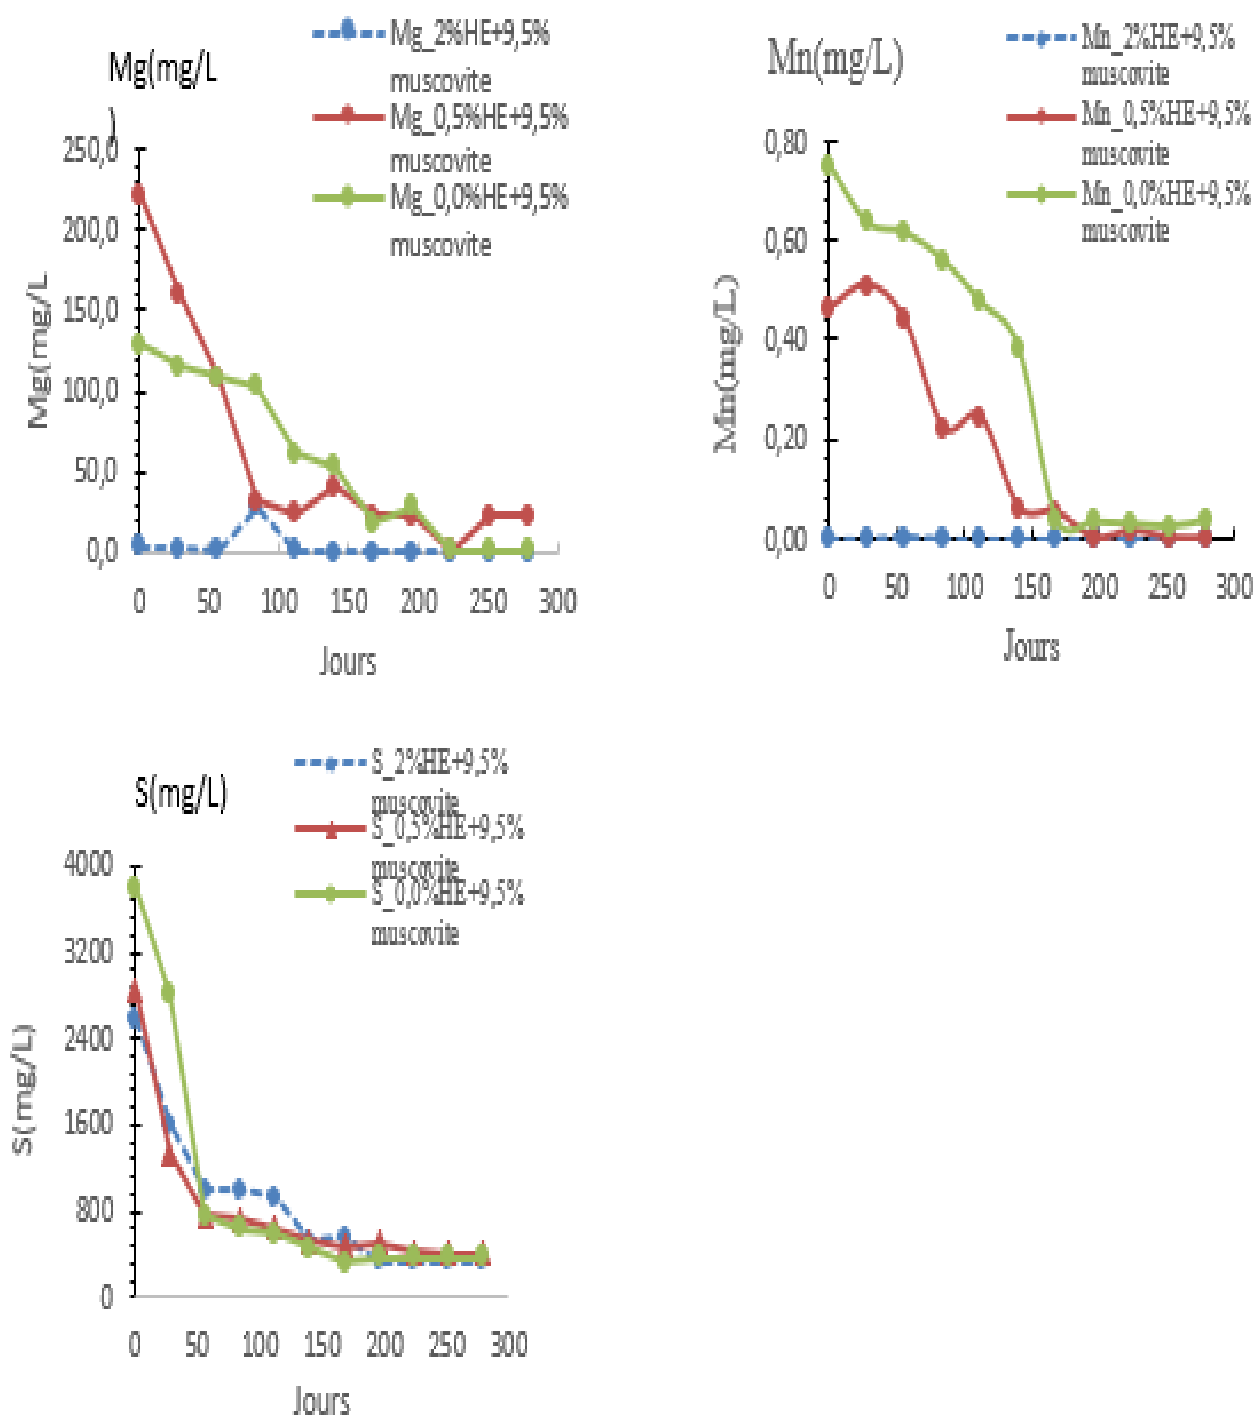 Mg(mg/L
)
Mg_2%HE+9,5%
muscovite
Mg_0,5%HE+9,5%
muscovite
Mg_0,0%HE+9,5%
muscovite
250,0
200,0
150,0
100,0
50,0
0,0
Mg(mg/L
0 50 100 150 200 250 300
Jours
Mn(mg/L)
Mn_2%HE+9,5%
muscovite
Mn_0,5%HE+9,5%
muscovite
Mn_0,0%HE+9,5%
muscovite
0,80
0,60
0,40
0,20
0,00
Mn(mg/L)
0 50 100 150 200 250 300
Jours
S(mg/L)
S_2%HE+9,5%
muscovite
S_0,5%HE+9,5%
muscovite
S_0,0%HE+9,5%
muscovite
4000
3200
2400
1600
800
0
S(mg/L)
0 50 100 150 200 250 300
Jours